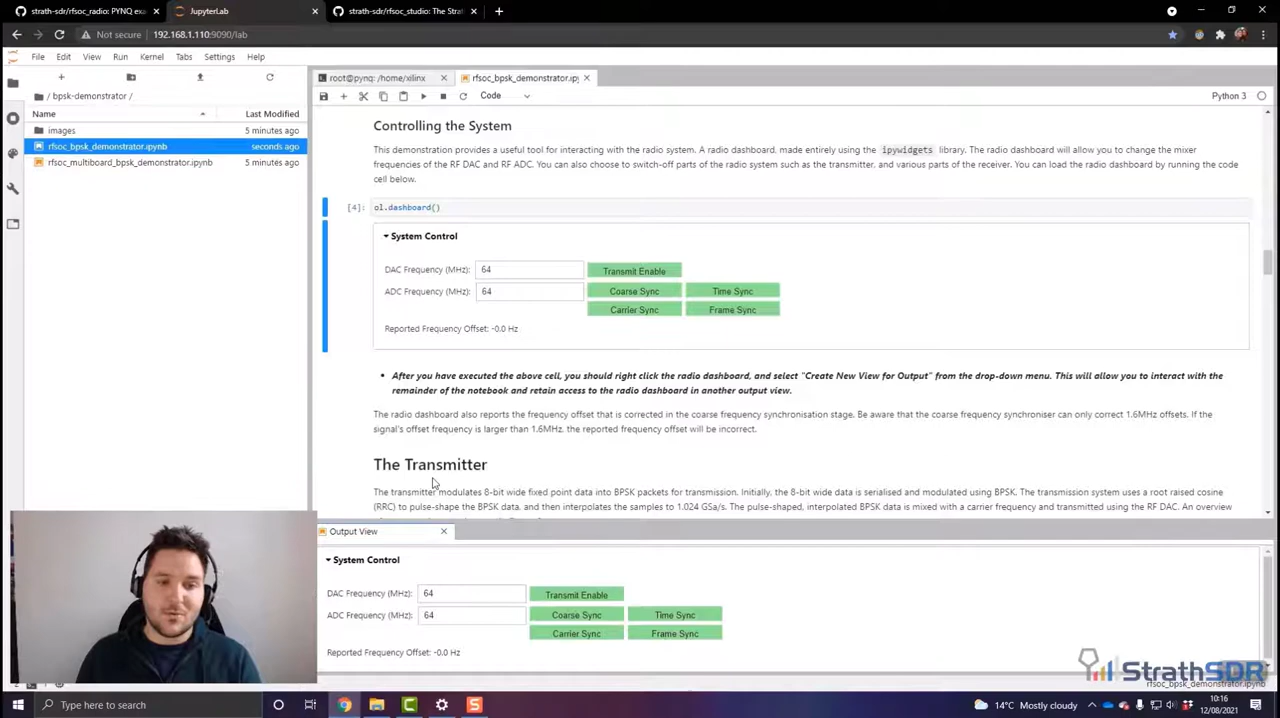 strath-sdr/rfsoc_radio: PYNQ exa
JupyterLab
strath-sdr/rfsoc_studio: The Strat
Not secure 192.168.1.110:9090/lab
File Edit View Run Kernel Tabs Settings Help
root@pynq: /home/xilinx
rfsoc_bpsk_demonstrator.ipy
/ bpsk-demonstrator /
Code
Python 3
Name Last Modified
images 5 minutes ago
rfsoc_bpsk_demonstrator.ipynb seconds ago
rfsoc_multiboard_bpsk_demonstrator.ipynb 5 minutes ago
Controlling the System
This demonstration provides a useful tool for interacting with the radio system. A radio dashboard, made entirely using the ipywidgets library. The radio dashboard will allow you to change the mixer
frequencies of the RF DAC and RF ADC. You can also choose to switch-off parts of the radio system such as the transmitter, and various parts of the receiver. You can load the radio dashboard by running the code
cell below.
[4]: ol.dashboard()
System Control
DAC Frequency (MHz): 64 Transmit Enable
ADC Frequency (MHz): 64 Coarse Sync Time Sync
Carrier Sync Frame Sync
Reported Frequency Offset: -0.0 Hz
• After you have executed the above cell, you should right click the radio dashboard, and select "Create New View for Output" from the drop-down menu. This will allow you to interact with the
remainder of the notebook and retain access to the radio dashboard in another output view.
The radio dashboard also reports the frequency offset that is corrected in the coarse frequency synchronisation stage. Be aware that the coarse frequency synchroniser can only correct 1.6MHz offsets. If the
signal's offset frequency is larger than 1.6MHz, the reported frequency offset will be incorrect.
The Transmitter
The transmitter modulates 8-bit wide fixed point data into BPSK packets for transmission. Initially, the 8-bit wide data is serialised and modulated using BPSK. The transmission system uses a root raised cosine
(RRC) to pulse-shape the BPSK data, and then interpolates the samples to 1.024 GSa/s. The pulse-shaped, interpolated BPSK data is mixed with a carrier frequency and transmitted using the RF DAC. An overview
Output View
System Control
DAC Frequency (MHz): 64 Transmit Enable
ADC Frequency (MHz): 64 Coarse Sync Time Sync
Carrier Sync Frame Sync
Reported Frequency Offset: -0.0 Hz
StrathSDR
rfsoc_bpsk_demonstrator.ipynb
Type here to search
14°C Mostly cloudy
10:16
12/08/2021